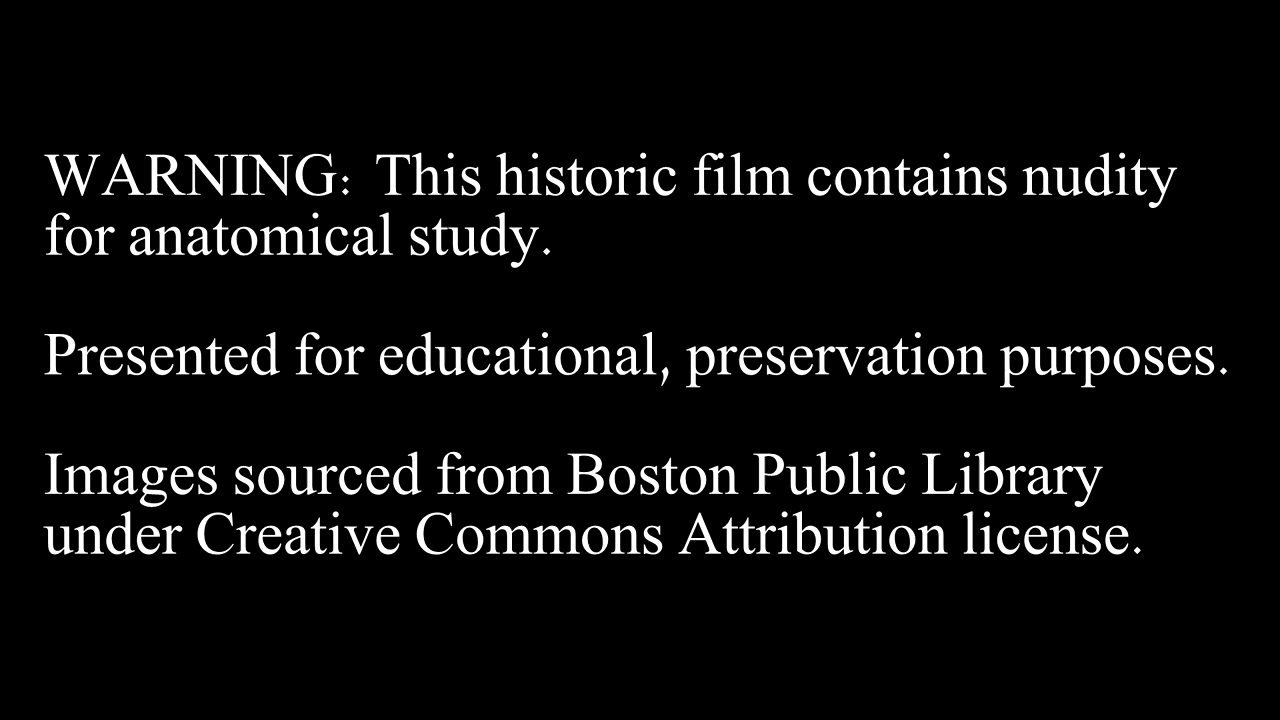 WARNING: This historic film contains nudity
for anatomical study.
Presented for educational, preservation purposes.
Images sourced from Boston Public Library
under Creative Commons Attribution license.